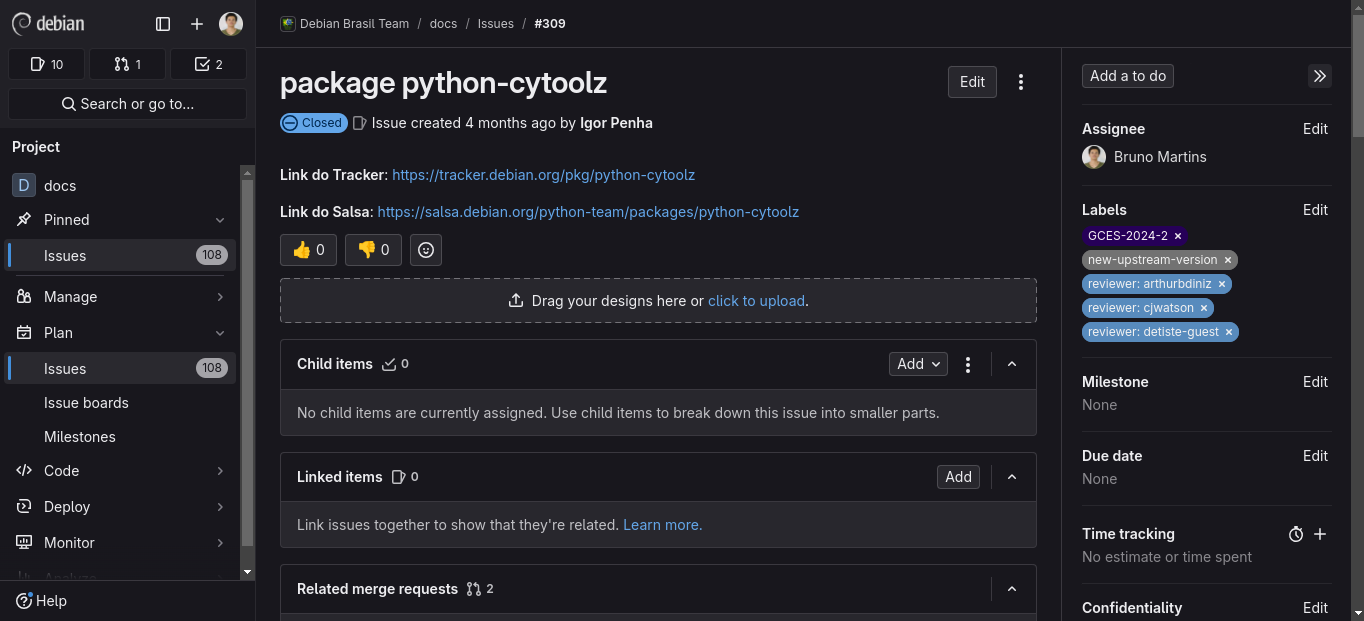 debian
10
1
2
Search or go to...
Project
D docs
Pinned
Issues 108
Manage
Plan
Issues 108
Issue boards
Milestones
Code
Deploy
Monitor
Analyze
Help
Debian Brasil Team / docs / Issues / #309
package python-cytoolz
Edit
Closed Issue created 4 months ago by Igor Penha
Link do Tracker: https://tracker.debian.org/pkg/python-cytoolz
Link do Salsa: https://salsa.debian.org/python-team/packages/python-cytoolz
0 0
Drag your designs here or click to upload.
Child items 0 Add
No child items are currently assigned. Use child items to break down this issue into smaller parts.
Linked items 0 Add
Link issues together to show that they're related. Learn more.
Related merge requests 2
Add a to do
Assignee Edit
Bruno Martins
Labels Edit
GCES-2024-2 ×
new-upstream-version ×
reviewer: arthurbdiniz ×
reviewer: cjwatson ×
reviewer: detiste-guest ×
Milestone Edit
None
Due date Edit
None
Time tracking
No estimate or time spent
Confidentiality Edit